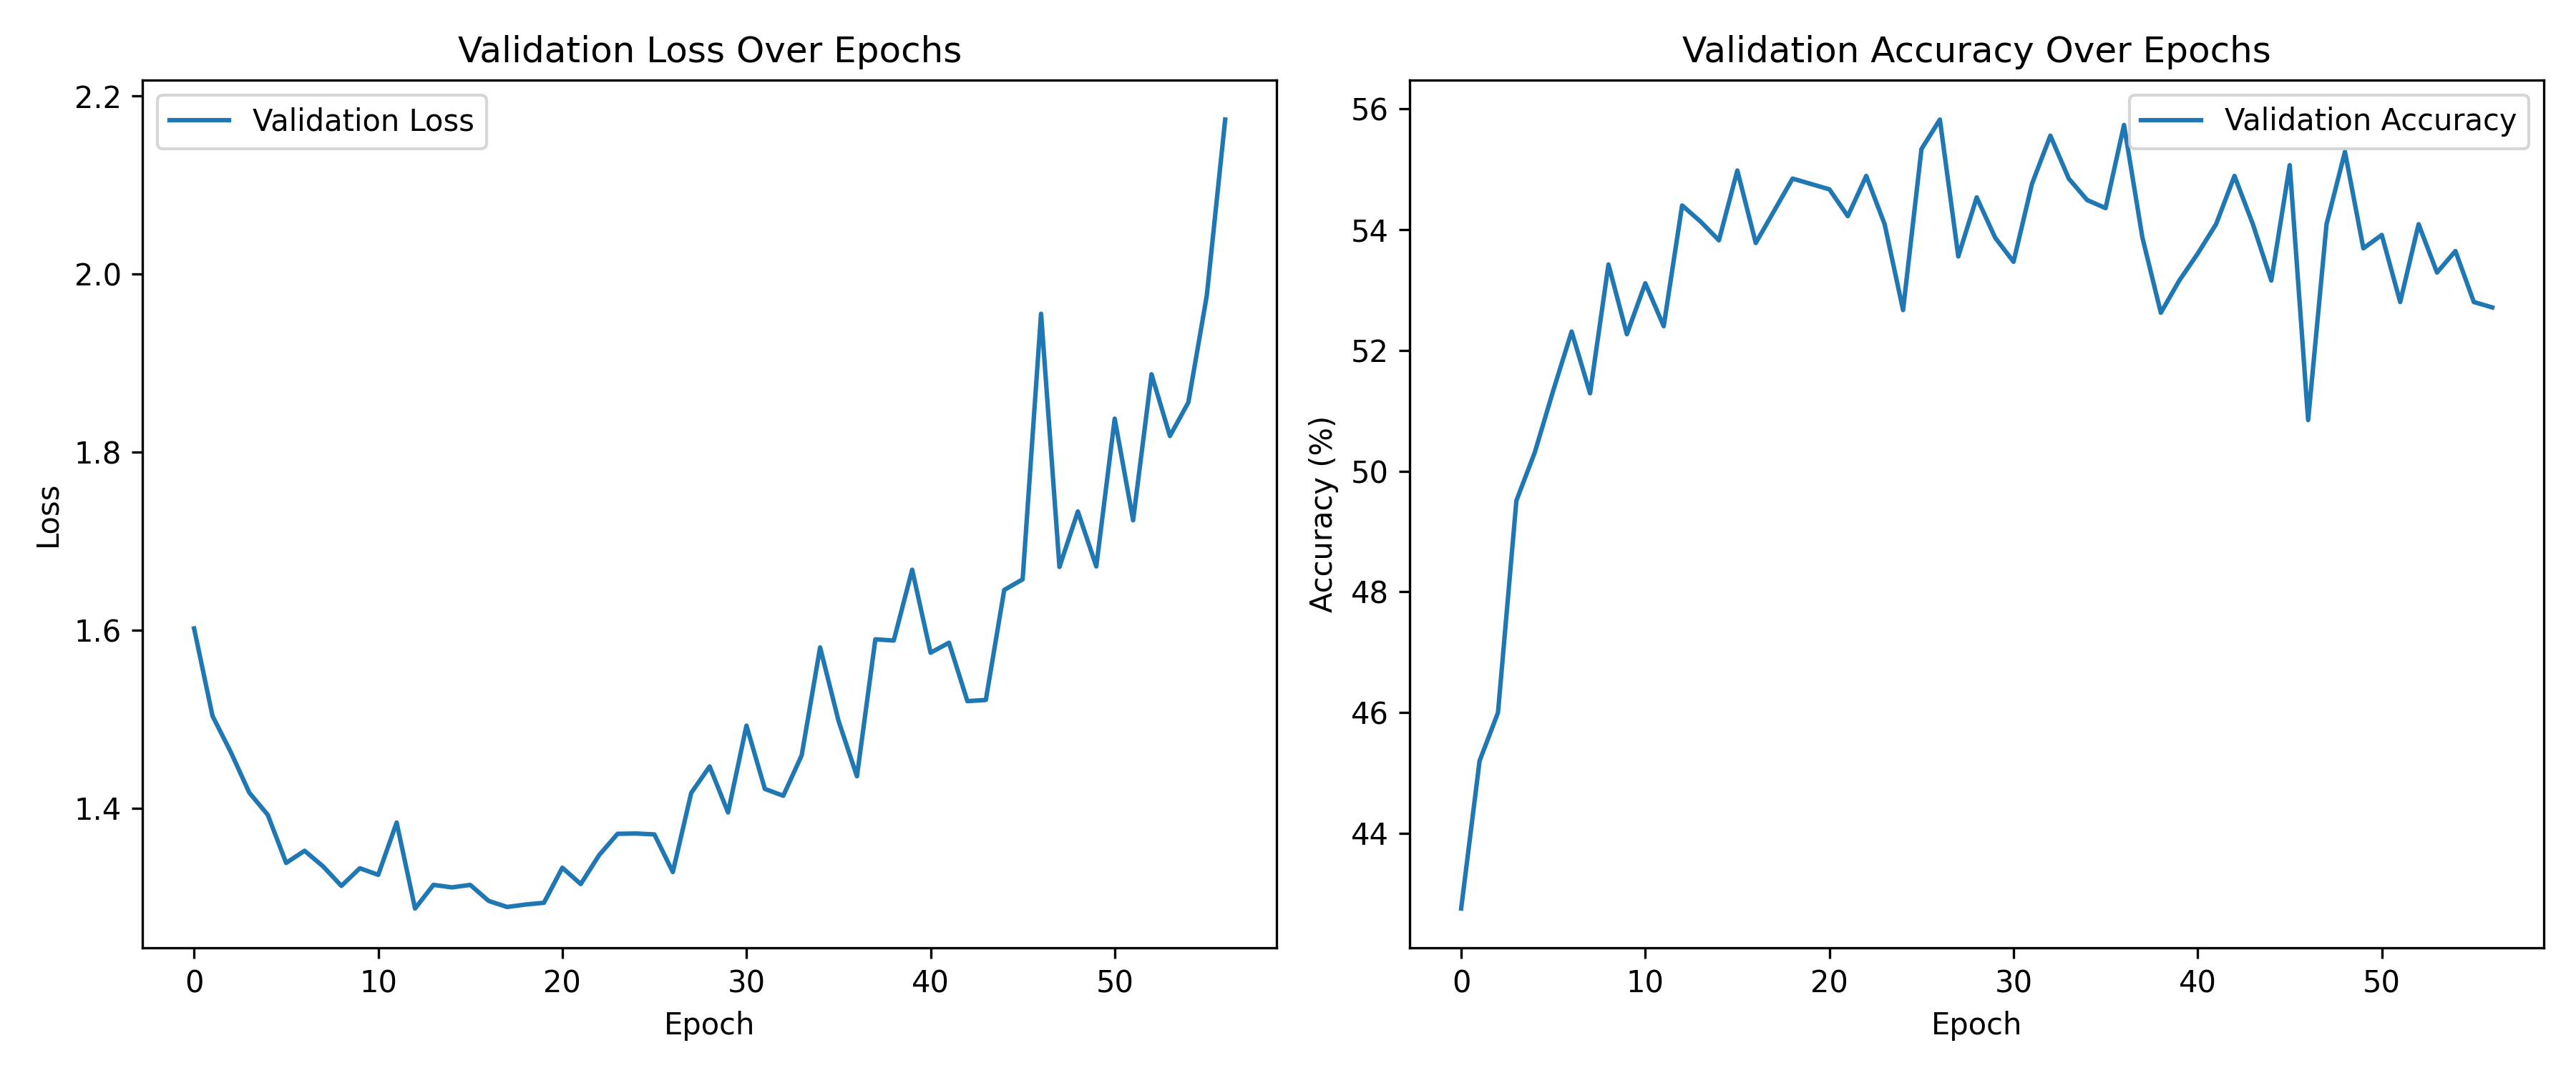 Validation Loss Over Epochs
Validation Loss
2.2
2.0
1.8
1.6
1.4
Loss
0 10 20 30 40 50
Epoch
Validation Accuracy Over Epochs
Validation Accuracy
56
54
52
50
48
46
44
Accuracy (%)
0 10 20 30 40 50
Epoch